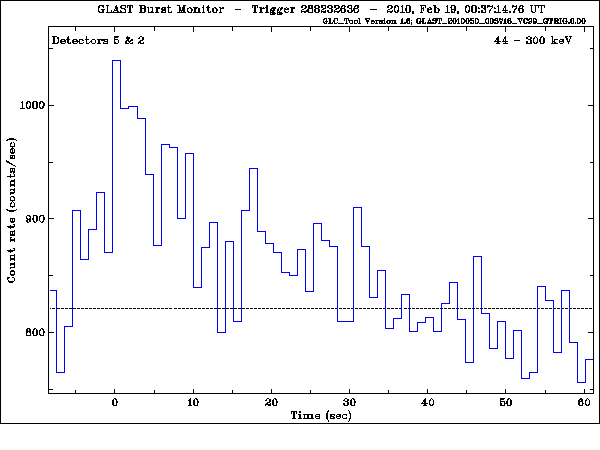 GLAST Burst Monitor – Trigger 288232636 – 2010, Feb 19, 00:37:14.76 UT
GLC_Tool Version 1.6; GLAST_2010050_003716_VC09_GTRIG.0.00
Detectors 5 & 2
44 – 300 keV
1000
800
600
Count rate (counts/sec)
0 10 20 30 40 50 60
Time (sec)